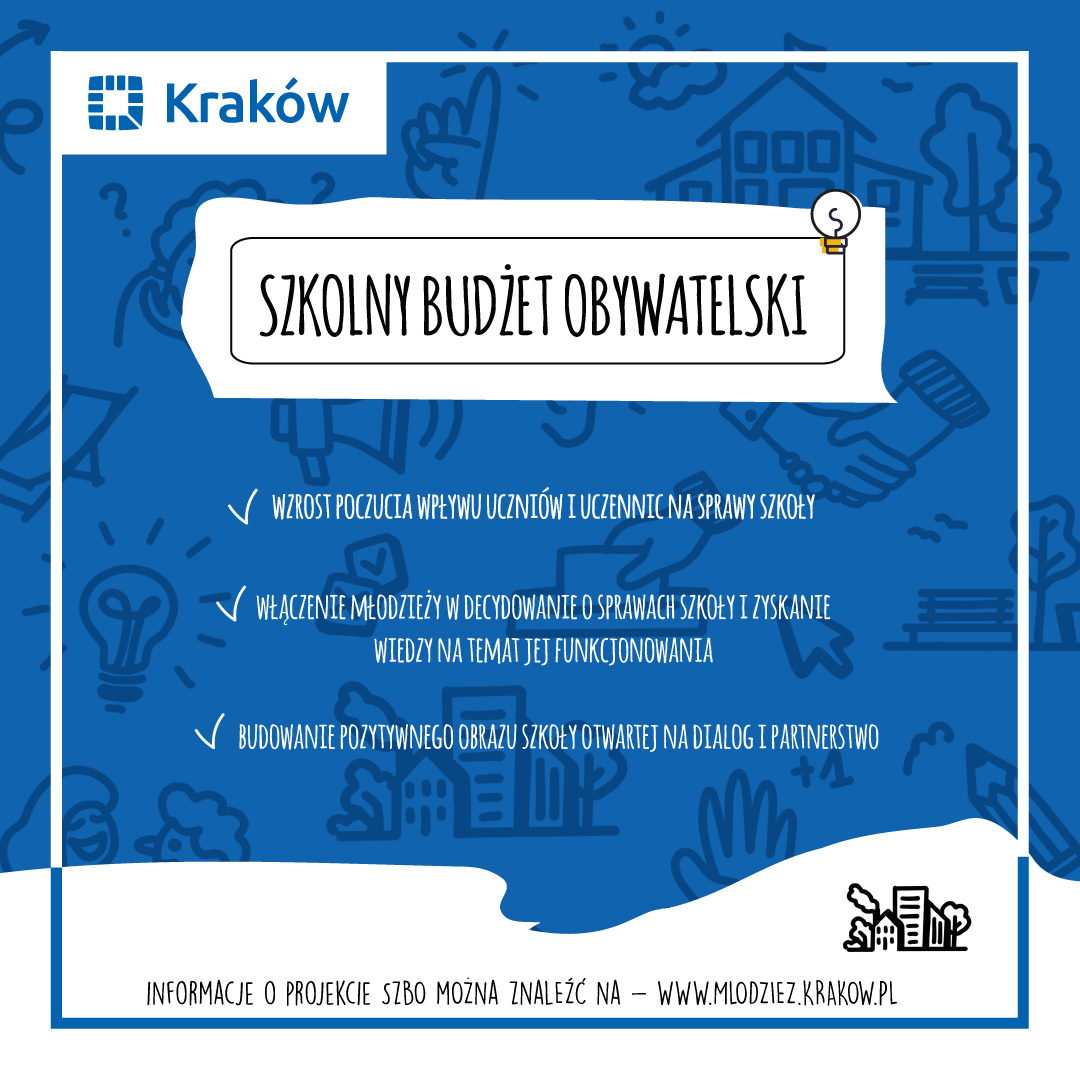 Kraków
SZKOLNY BUDŻET OBYWATELSKI
WZROST POCZUCIA WPŁYWU UCZNIÓW I UCZENNIC NA SPRAWY SZKOŁY
WŁĄCZENIE MŁODZIEŻY W DECYDOWANIE O SPRAWACH SZKOŁY I ZYSKANIE
WIEDZY NA TEMAT JEJ FUNKCJONOWANIA
BUDOWANIE POZYTYWNEGO OBRAZU SZKOŁY OTWARTEJ NA DIALOG I PARTNERSTWO
+1
INFORMACJE O PROJEKCIE SZBO MOŻNA ZNALEŹĆ NA – WWW.MLODZIEZ.KRAKOW.PL